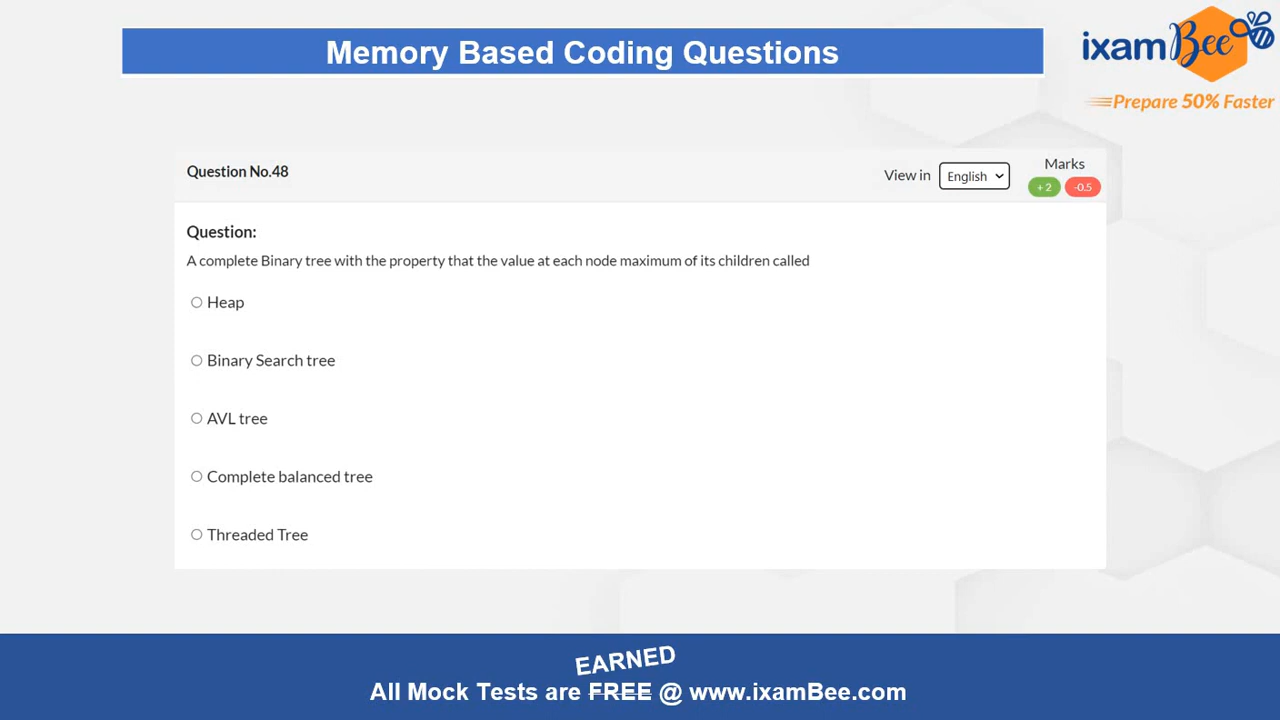 Memory Based Coding Questions
ixamBee
Prepare 50% Faster
Question No.48
View in
English
Marks
+ 2
-0.5
Question:
A complete Binary tree with the property that the value at each node maximum of its children called
Heap
Binary Search tree
AVL tree
Complete balanced tree
Threaded Tree
EARNED
All Mock Tests are FREE @ www.ixamBee.com